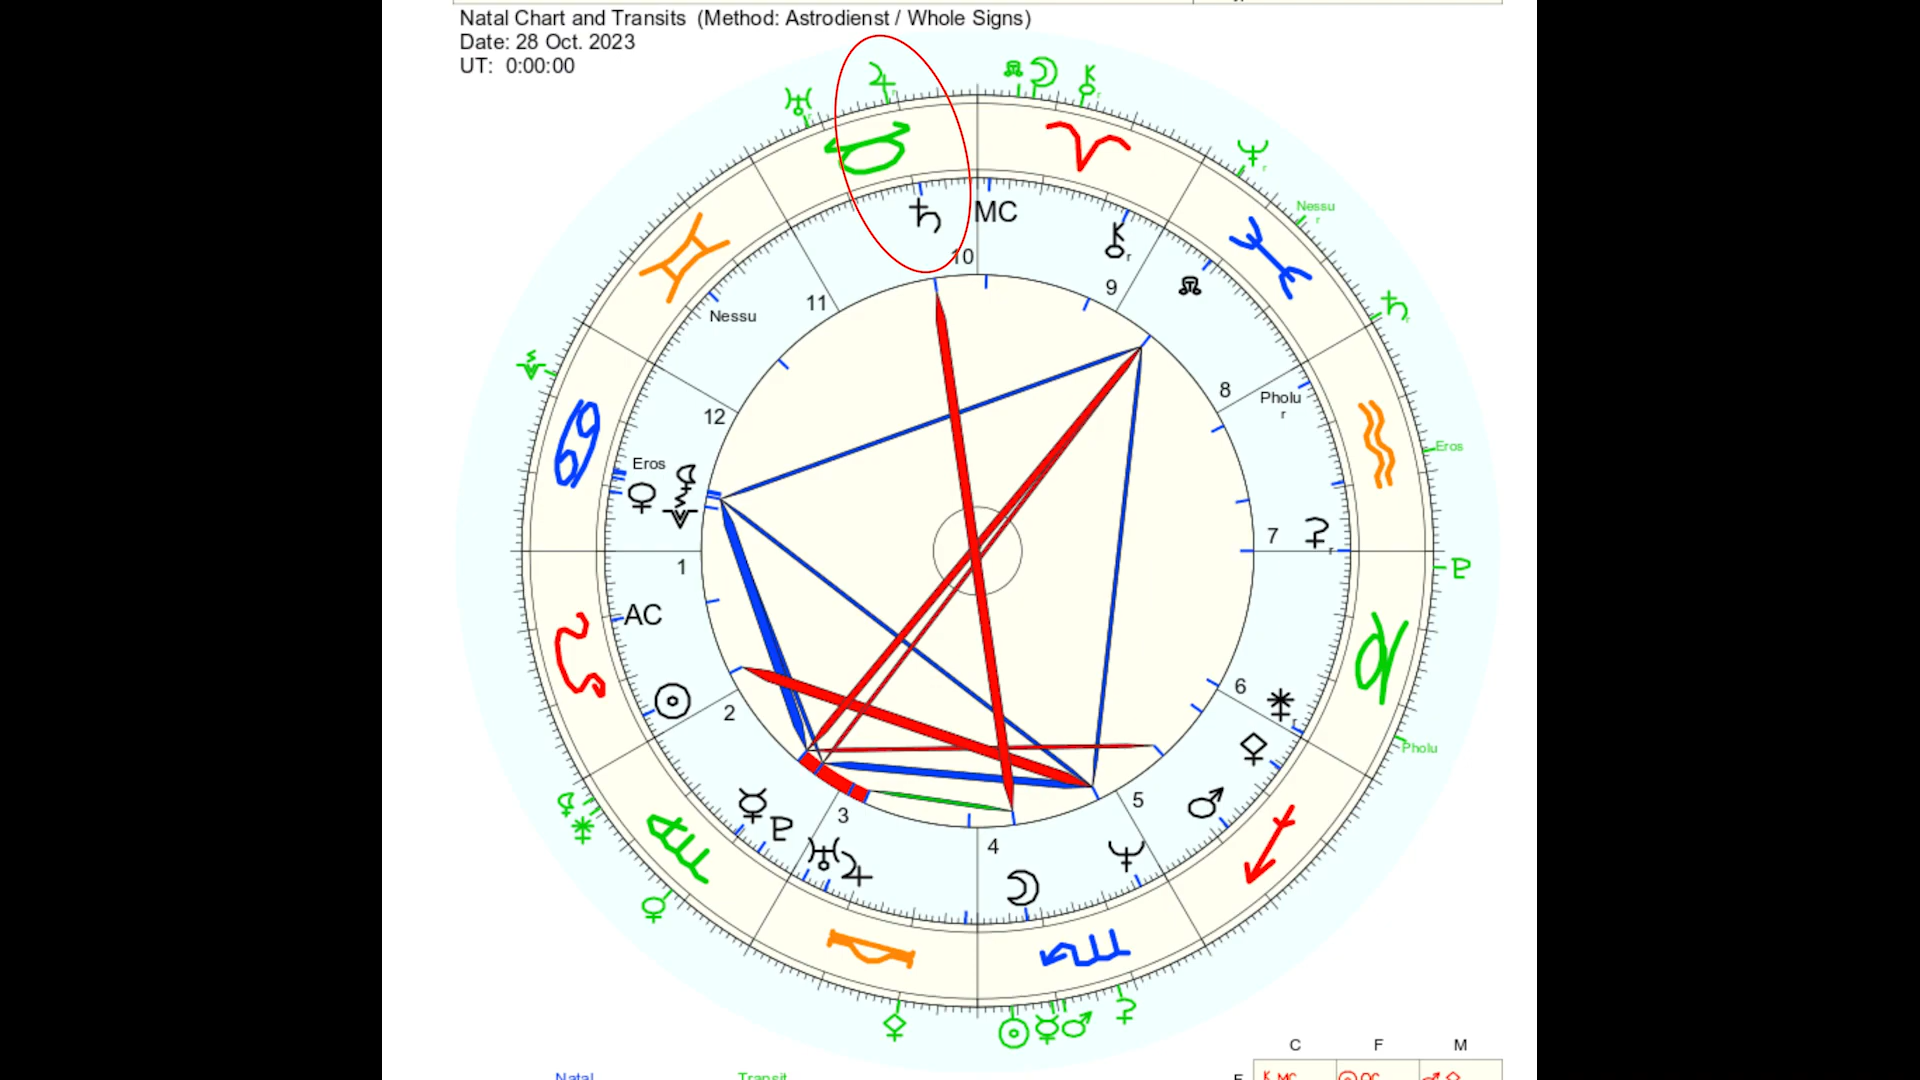 Natal Chart and Transits (Method: Astrodienst / Whole Signs)
Date: 28 Oct. 2023
UT: 0:00:00
r
r
r
r
MC
Nessu
r
10
r
r
9
11
Nessu
8
Pholu
r
12
Eros
Eros
7
r
1
AC
6
r
2
Pholu
5
3
4
C F M
Natal Transit
F MC AC